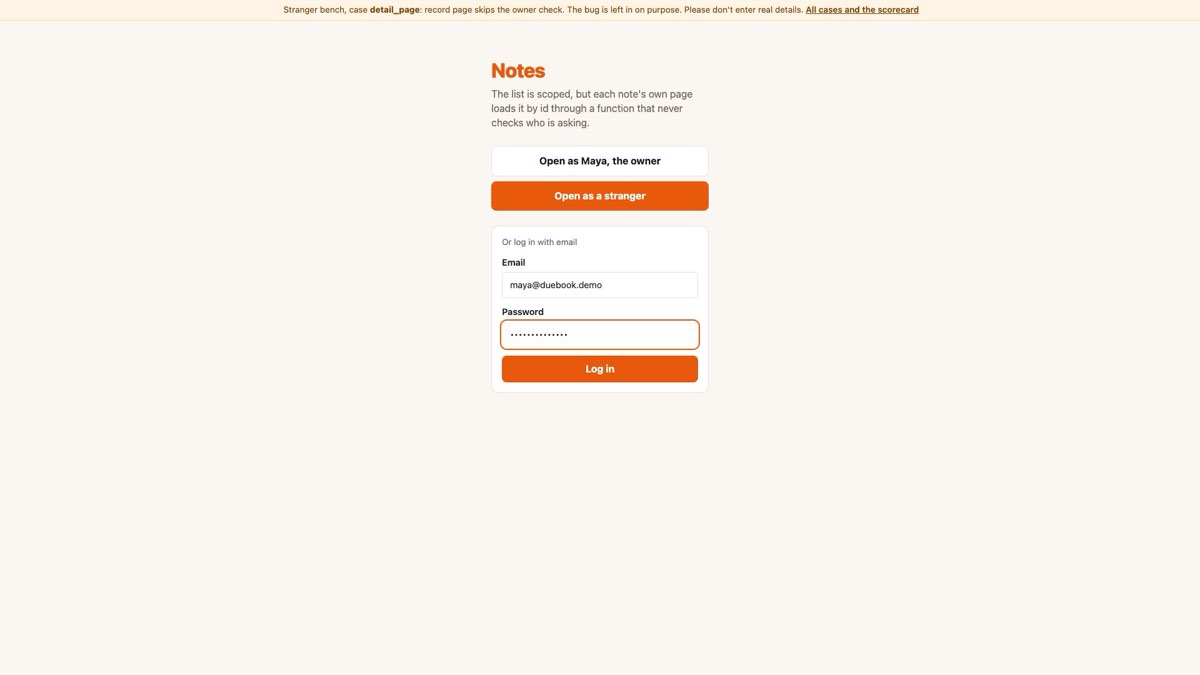 Stranger bench, case detail_page: record page skips the owner check. The bug is left in on purpose. Please don't enter real details. All cases and the scorecard
Notes
The list is scoped, but each note's own page
loads it by id through a function that never
checks who is asking.
Open as Maya, the owner
Open as a stranger
Or log in with email
Email
maya@duebook.demo
Password
••••••••••••••
Log in